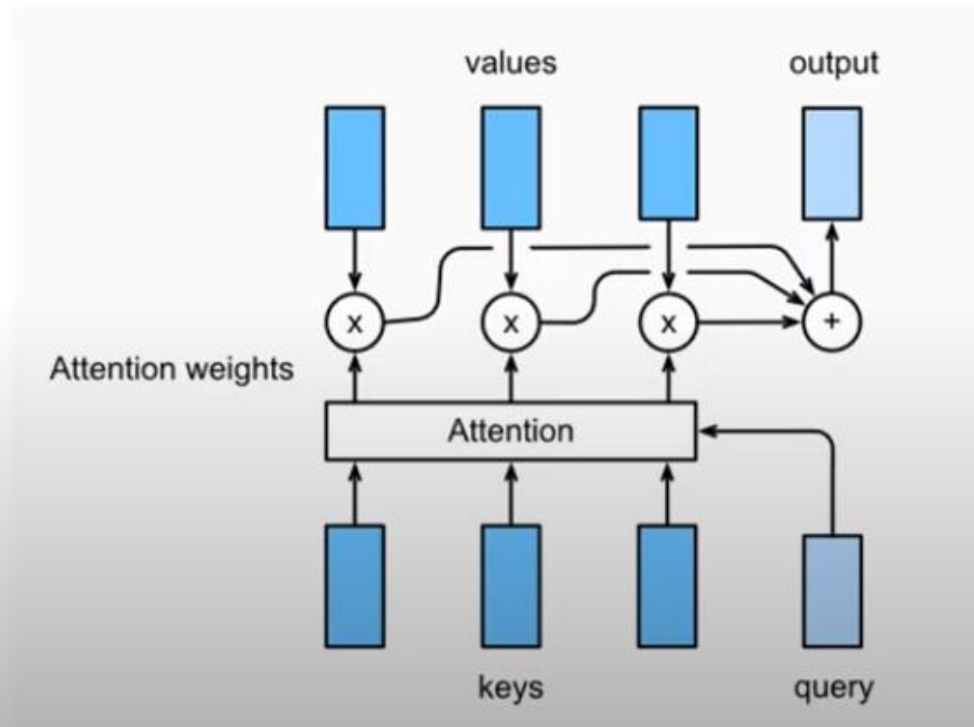 values
output
x
x
x
+
Attention weights
Attention
keys
query